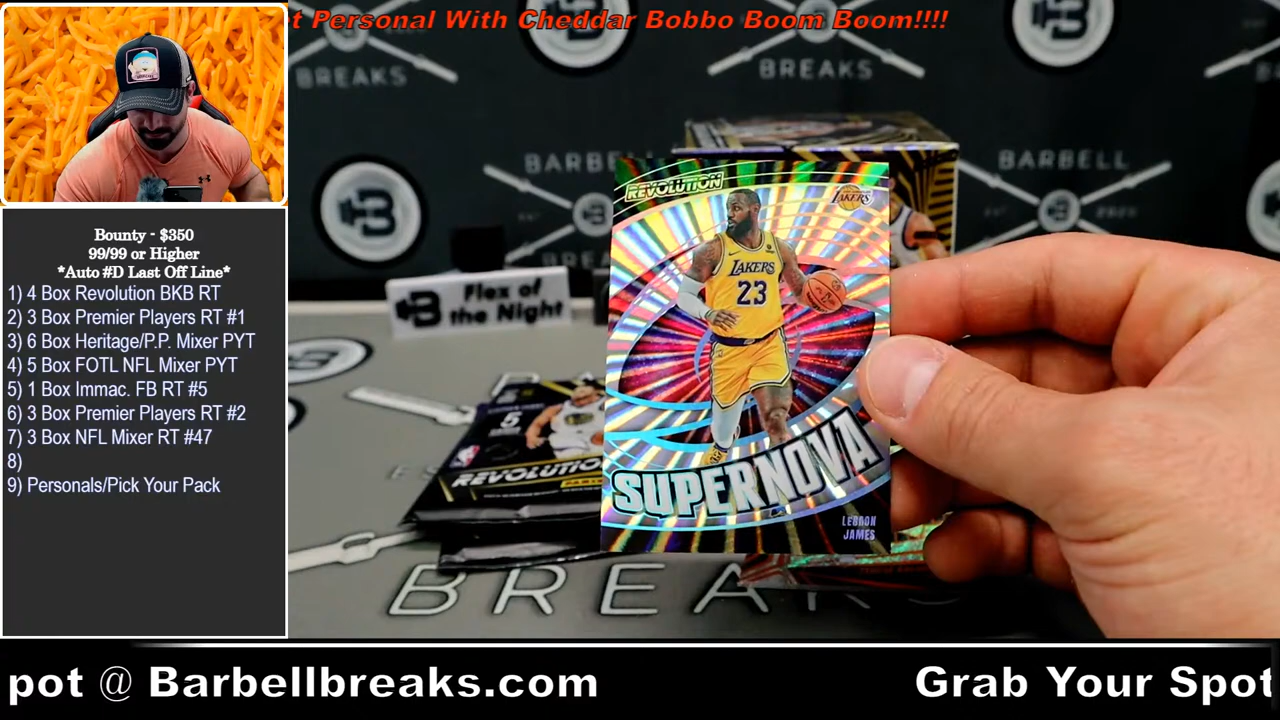 et Personal With Cheddar Bobbo Boom Boom!!!!
Bounty - $350
99/99 or Higher
*Auto #D Last Off Line*
1) 4 Box Revolution BKB RT
2) 3 Box Premier Players RT #1
3) 6 Box Heritage/P.P. Mixer PYT
4) 5 Box FOTL NFL Mixer PYT
5) 1 Box Immac. FB RT #5
6) 3 Box Premier Players RT #2
7) 3 Box NFL Mixer RT #47
8)
9) Personals/Pick Your Pack
BREAKS
BREAKS
BARBELL
BARBELL
Flex of
the Night
REVOLUTION
LAKERS
LAKERS
23
SUPERNOVA
LEBRON
JAMES
5
REVOLUTION
BREAKS
pot @ Barbellbreaks.com
Grab Your Spot